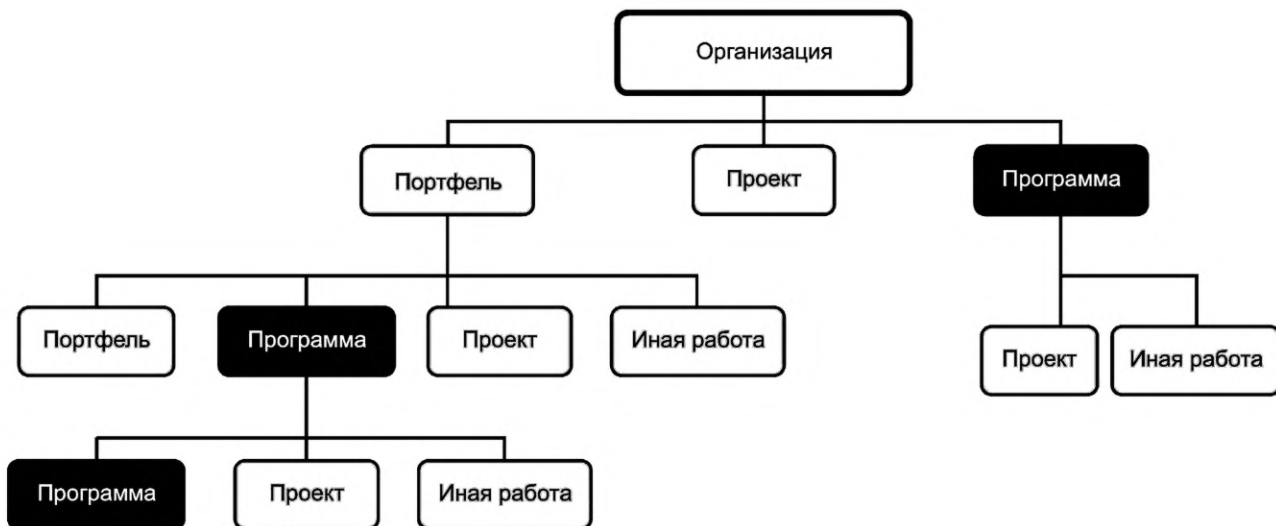 Организация
Портфель
Проект
Программа
Портфель
Программа
Проект
Иная работа
Проект
Иная работа
Программа
Проект
Иная работа